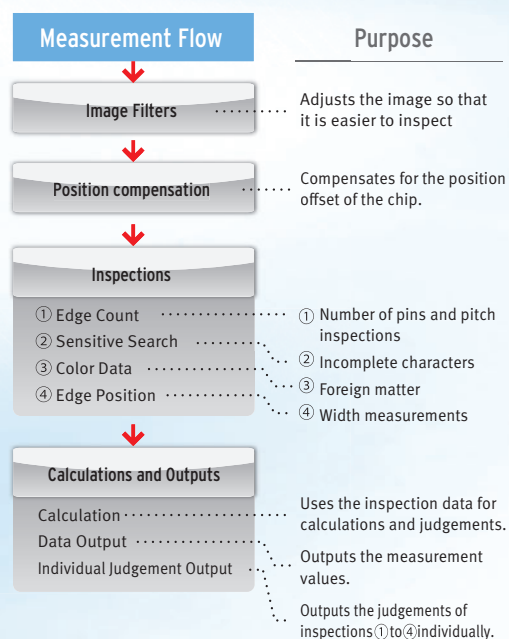 Measurement Flow
Purpose
Image Filters
Adjusts the image so that
it is easier to inspect
Position compensation
Compensates for the position
offset of the chip.
Inspections
① Edge Count
① Number of pins and pitch
inspections
② Sensitive Search
② Incomplete characters
③ Color Data
③ Foreign matter
④ Edge Position
④ Width measurements
Calculations and Outputs
Calculation
Uses the inspection data for
calculations and judgements.
Data Output
Outputs the measurement
values.
Individual Judgement Output
Outputs the judgements of
inspections①to④individually.